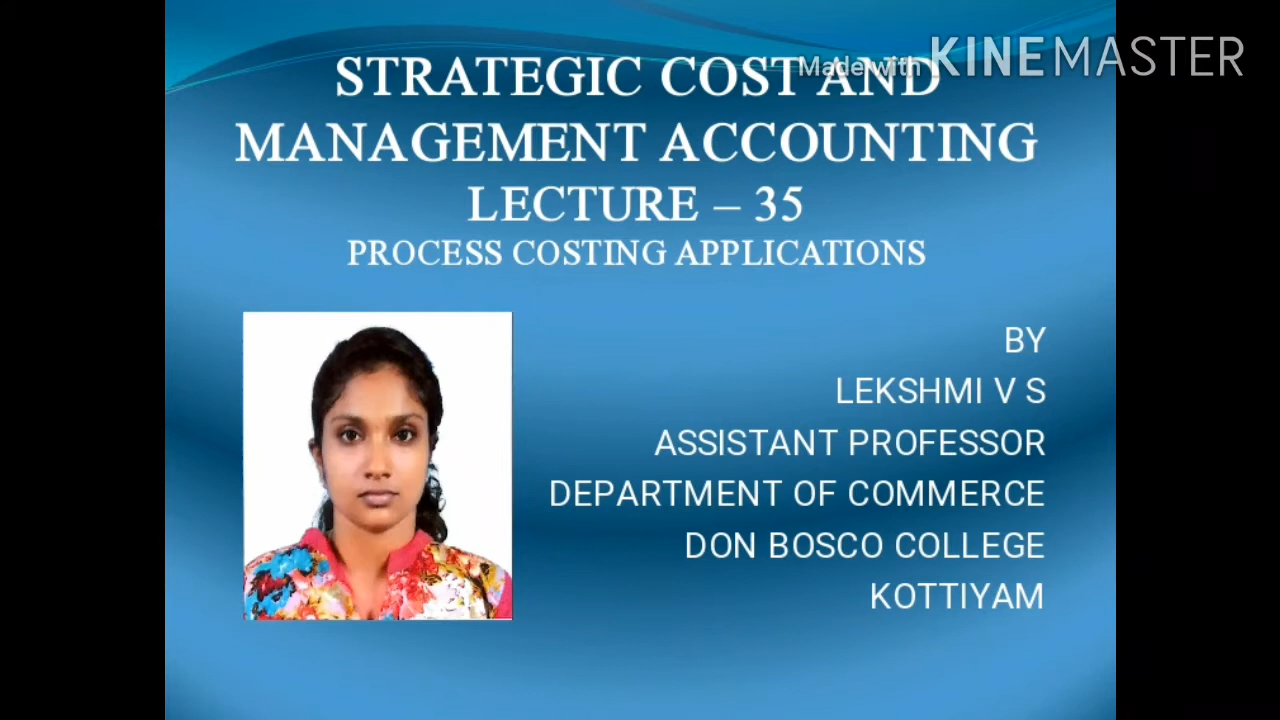 Made with KINEMASTER
STRATEGIC COST AND
MANAGEMENT ACCOUNTING
LECTURE – 35
PROCESS COSTING APPLICATIONS
BY
LEKSHMI V S
ASSISTANT PROFESSOR
DEPARTMENT OF COMMERCE
DON BOSCO COLLEGE
KOTTIYAM